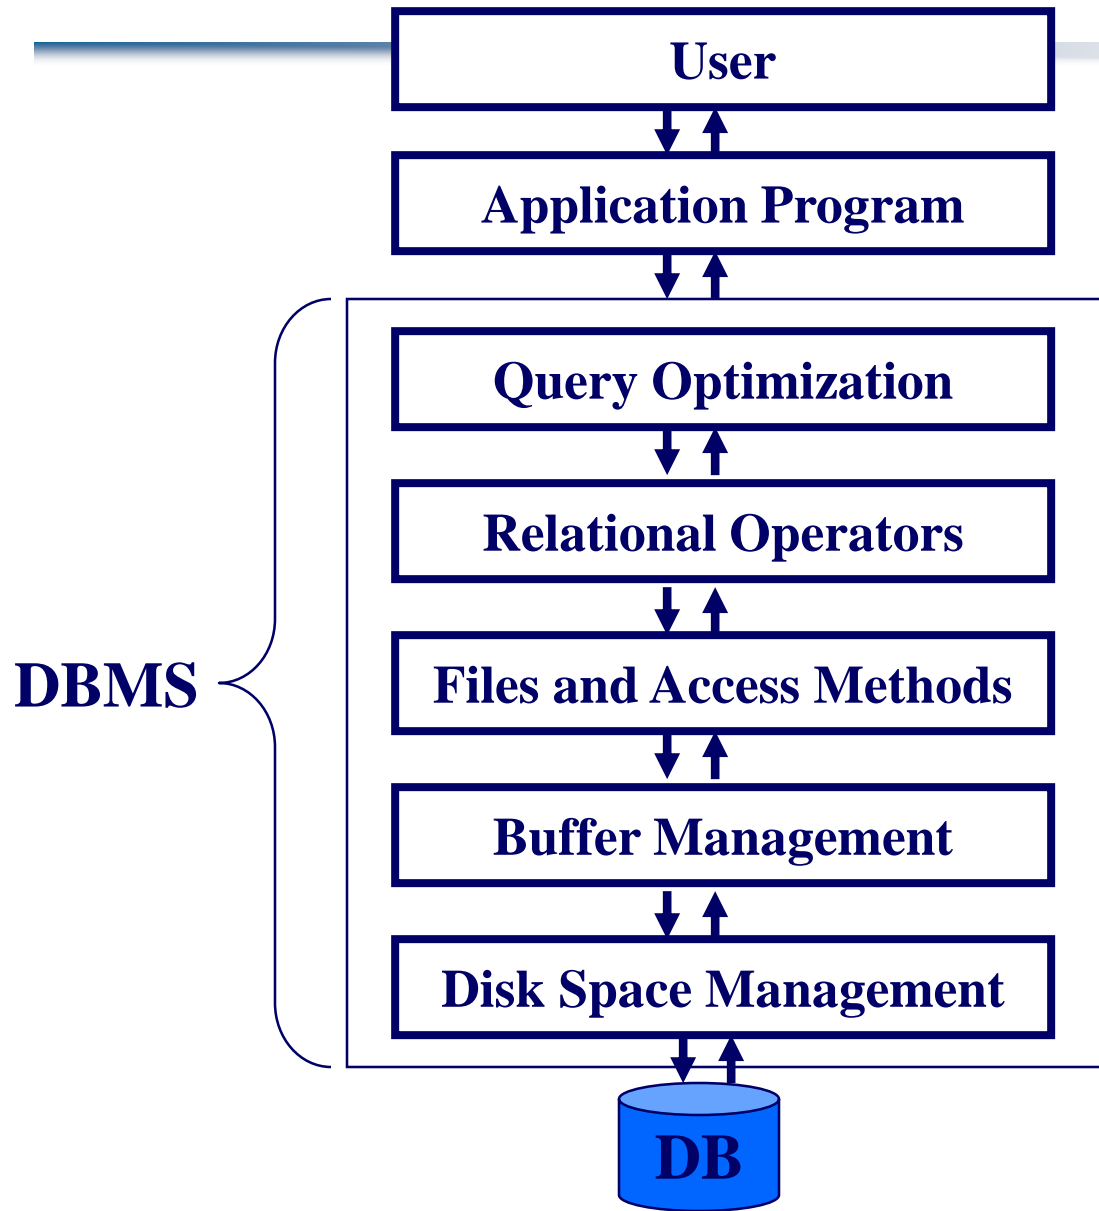 User
Application Program
Query Optimization
Relational Operators
DBMS
Files and Access Methods
Buffer Management
Disk Space Management
DB